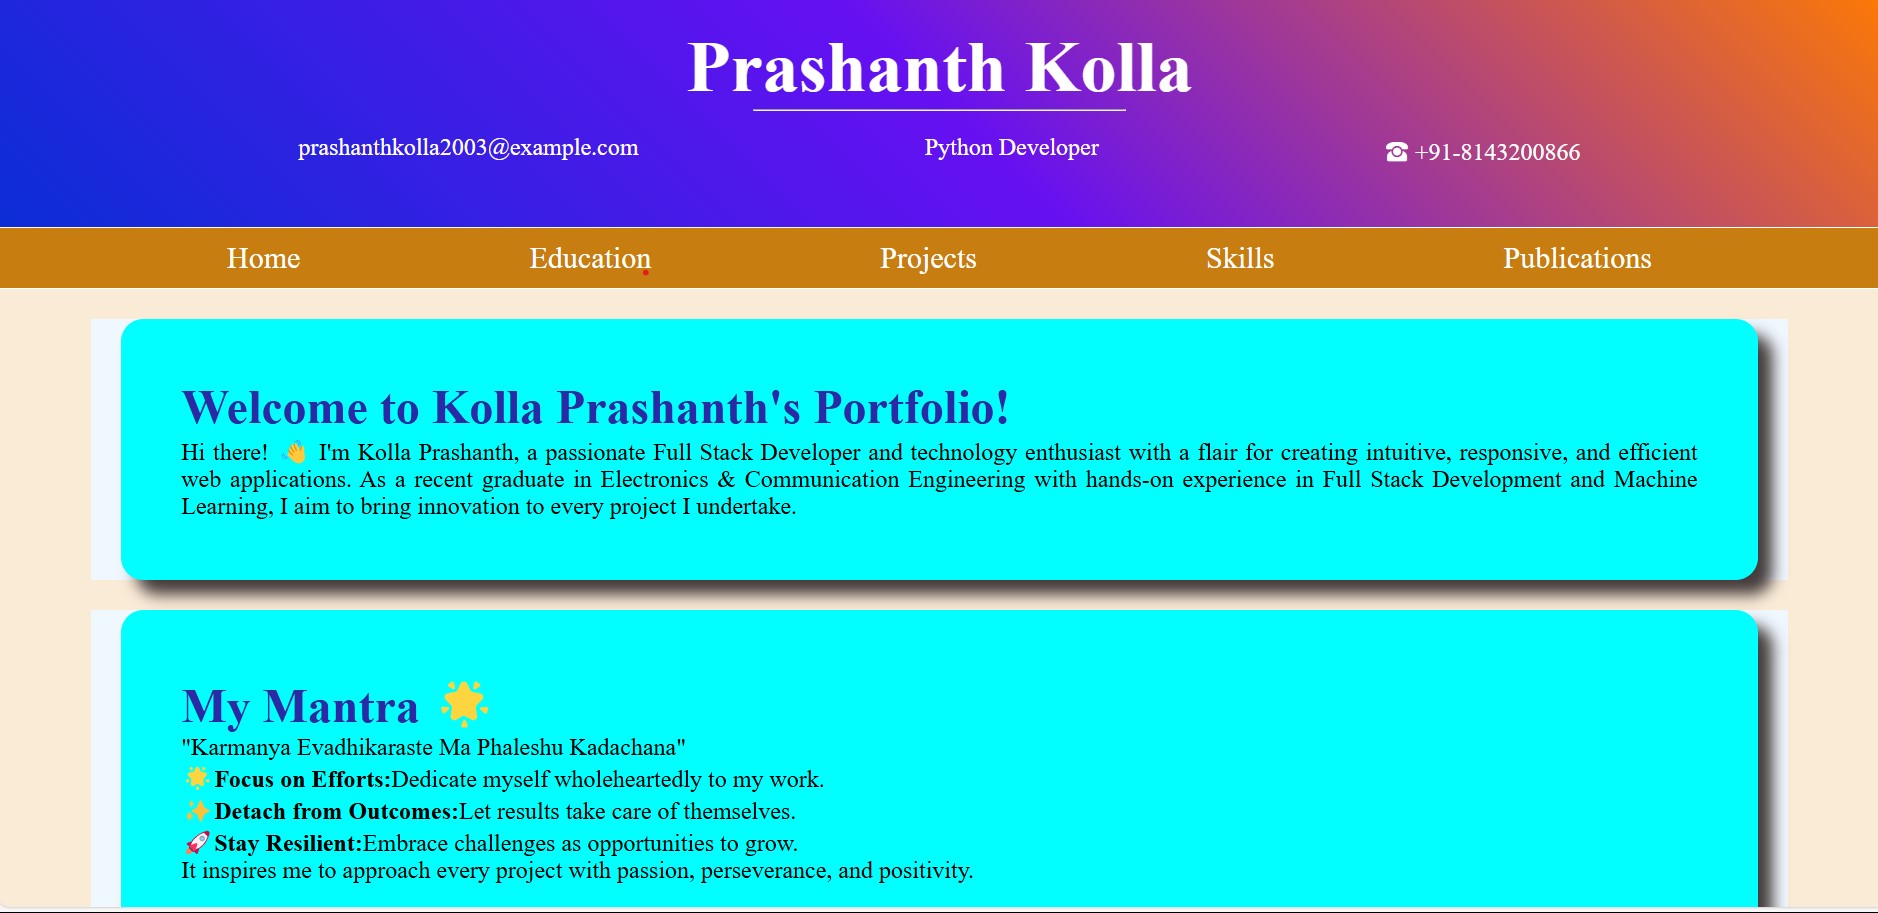 Prashanth Kolla
prashanthkolla2003@example.com Python Developer ☎ +91-8143200866
Home Education Projects Skills Publications
Welcome to Kolla Prashanth's Portfolio!
Hi there! 👋 I'm Kolla Prashanth, a passionate Full Stack Developer and technology enthusiast with a flair for creating intuitive, responsive, and efficient
web applications. As a recent graduate in Electronics & Communication Engineering with hands-on experience in Full Stack Development and Machine
Learning, I aim to bring innovation to every project I undertake.
My Mantra 🌟
"Karmanya Evadhikaraste Ma Phaleshu Kadachana"
🌟 Focus on Efforts:Dedicate myself wholeheartedly to my work.
✨ Detach from Outcomes:Let results take care of themselves.
🚀 Stay Resilient:Embrace challenges as opportunities to grow.
It inspires me to approach every project with passion, perseverance, and positivity.